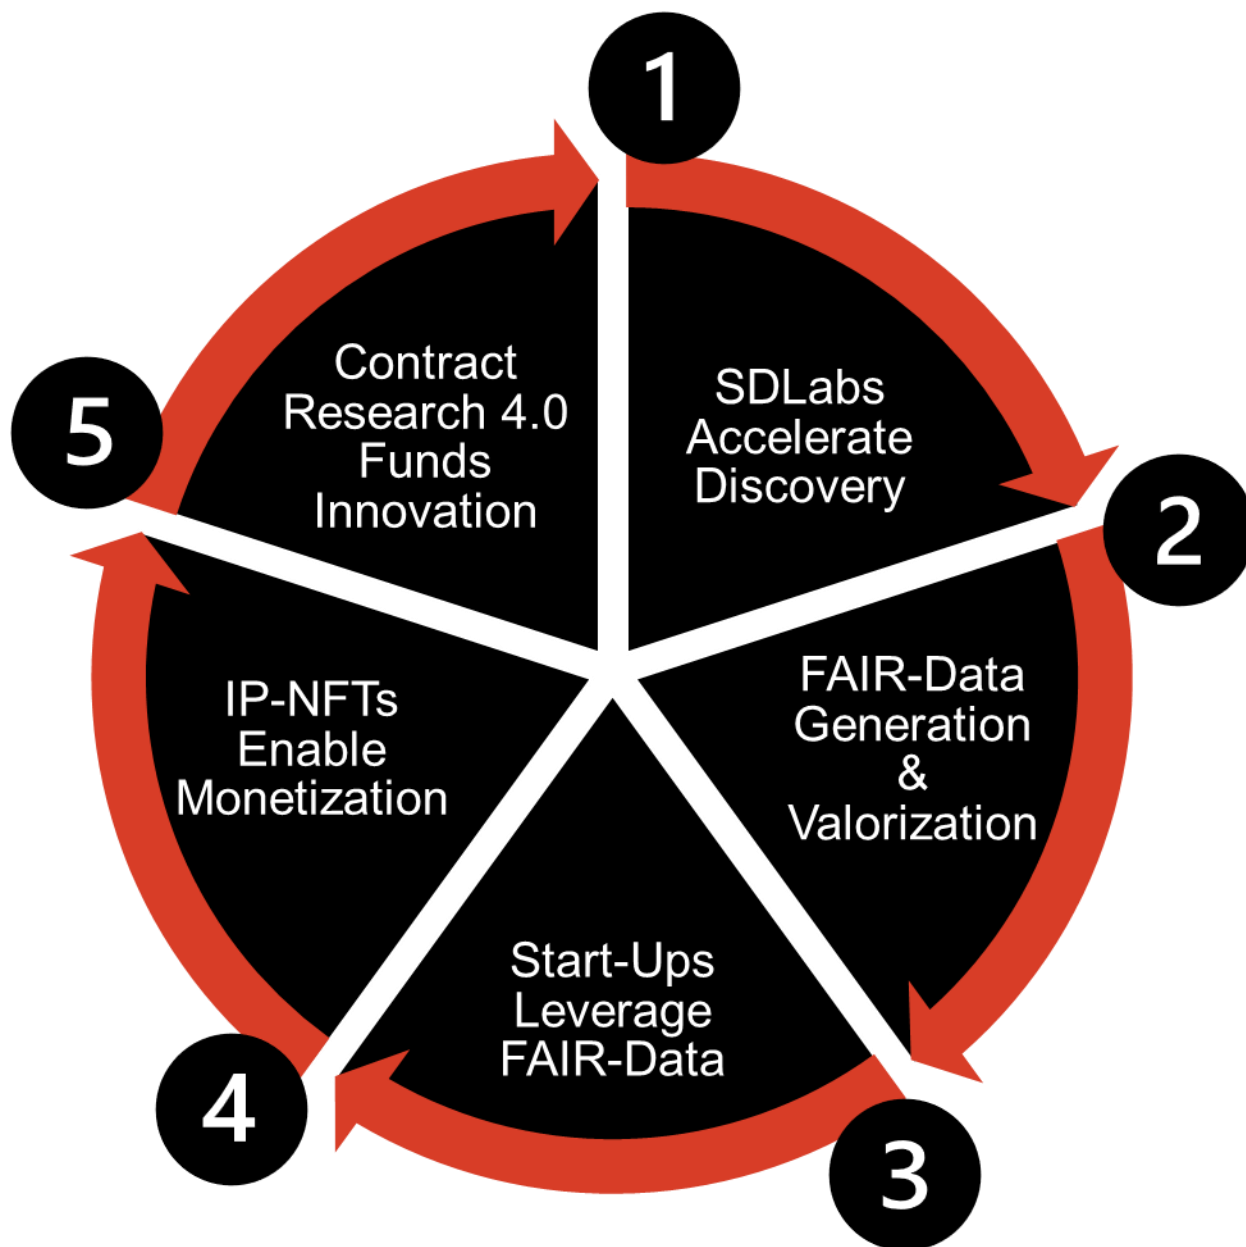 1
SDLabs
Accelerate
Discovery
2
FAIR-Data
Generation
&
Valorization
3
Start-Ups
Leverage
FAIR-Data
4
IP-NFTs
Enable
Monetization
5
Contract
Research 4.0
Funds
Innovation